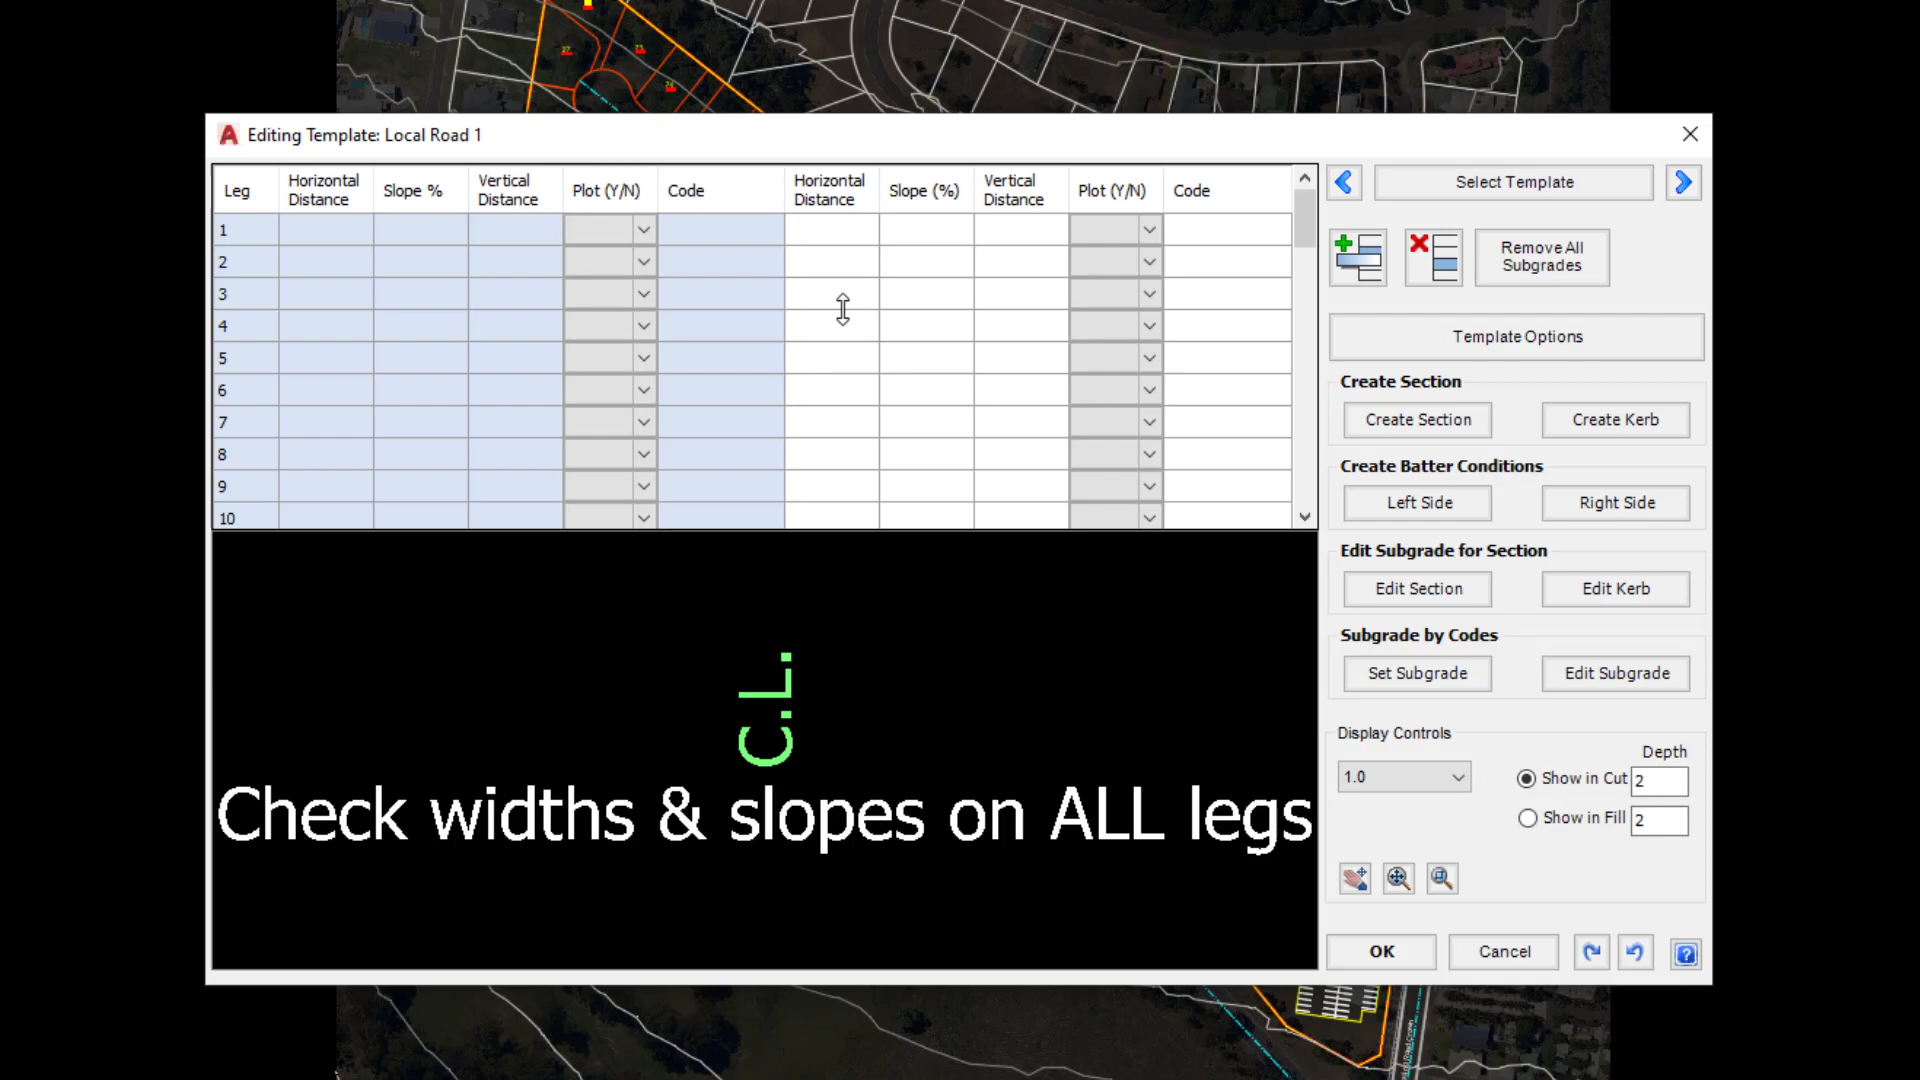 27
73
74
Editing Template: Local Road 1
Leg
Horizontal Distance
Slope %
Vertical Distance
Plot (Y/N)
Code
Horizontal Distance
Slope (%)
Vertical Distance
Plot (Y/N)
Code
1
2
3
4
5
6
7
8
9
10
C.L.
Check widths & slopes on ALL legs
Select Template
Remove All
Subgrades
Template Options
Create Section
Create Section
Create Kerb
Create Batter Conditions
Left Side
Right Side
Edit Subgrade for Section
Edit Section
Edit Kerb
Subgrade by Codes
Set Subgrade
Edit Subgrade
Display Controls
Depth
1.0
Show in Cut
2
Show in Fill
2
OK
Cancel